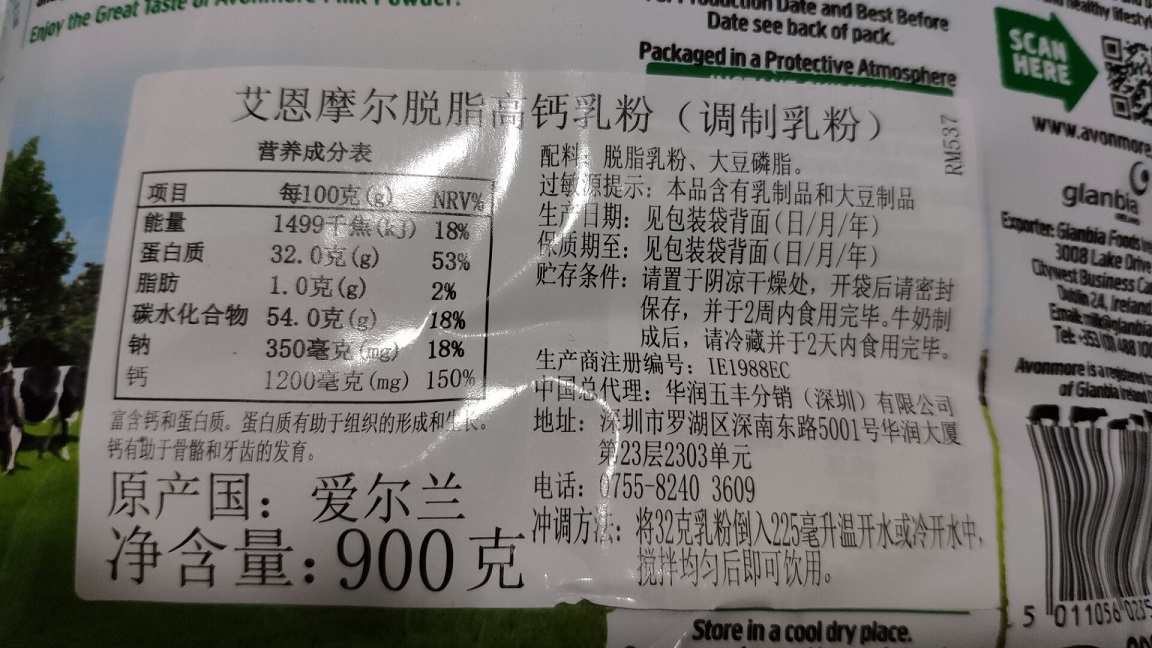 Enjoy the Great Taste of Avonmore Milk Powder!
Production Date and Best Before
Date see back of pack.
Packaged in a Protective Atmosphere
healthy lifesty
SCAN
HERE
www.avonmore.
glanbia
IRELAND
Exporter: Glanbia Foods
3008 Lake Drive
Citywest Business Ca
Dublin 24, Ireland
Avonmore is a registered
of Glanbia
艾恩摩尔脱脂高钙乳粉（调制乳粉）
RM537
营养成分表
项目 每100克(g) NRV%
能量 1499千焦(kJ) 18%
蛋白质 32.0克(g) 53%
脂肪 1.0克(g) 2%
碳水化合物 54.0克(g) 18%
钠 350毫克(mg) 18%
钙 1200毫克(mg) 150%
富含钙和蛋白质。蛋白质有助于组织的形成和生长。
钙有助于骨骼和牙齿的发育。
原产国：爱尔兰
净含量:900克
配料：脱脂乳粉、大豆磷脂。
过敏源提示：本品含有乳制品和大豆制品
生产日期：见包装袋背面(日/月/年)
保质期至：见包装袋背面(日/月/年)
贮存条件：请置于阴凉干燥处，开袋后请密封
保存，并于2周内食用完毕。牛奶制
成后，请冷藏并于2天内食用完毕。
生产商注册编号：IE1988EC
中国总代理：华润五丰分销（深圳）有限公司
地址：深圳市罗湖区深南东路5001号华润大厦
第23层2303单元
电话：0755-8240 3609
冲调方法：将32克乳粉倒入225毫升温开水或冷开水中，
搅拌均匀后即可饮用。
5 011056 0235
Store in a cool dry place.